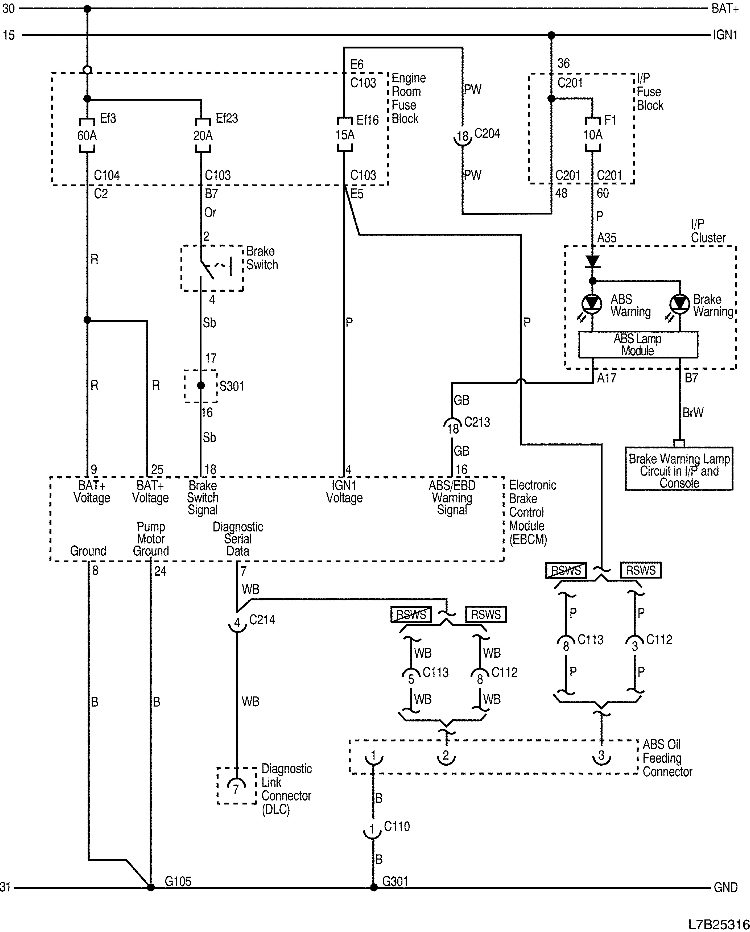 30
BAT+
15
IGN1
E6
36
C103
C201
Engine
Room
Fuse
Block
I/P
Fuse
Block
PW
Ef3
60A
Ef23
20A
Ef16
15A
18
C204
F1
10A
PW
C104
C103
C103
C201
C201
C2
B7
E5
48
60
Or
P
I/P
Cluster
2
A35
R
Brake
Switch
4
ABS
Warning
Brake
Warning
Sb
P
P
ABS Lamp
Module
17
A17
B7
R
R
S301
GB
16
BrW
18
C213
Sb
GB
Brake Warning Lamp
Circuit in I/P and
Console
9
25
18
4
16
BAT+
Voltage
BAT+
Voltage
Brake
Switch
Signal
IGN1
Voltage
ABS/EBD
Warning
Signal
Electronic
Brake
Control
Module
(EBCM)
Ground
Pump
Motor
Ground
Diagnostic
Serial
Data
8
24
7
RSWS
RSWS
WB
P
P
4
C214
RSWS
RSWS
8
C113
3
C112
WB
WB
P
P
5
C113
8
C112
B
B
WB
WB
WB
1
2
3
ABS Oil
Feeding
Connector
7
Diagnostic
Link
Connector
(DLC)
B
1
C110
B
31
G105
G301
GND
L7B25316